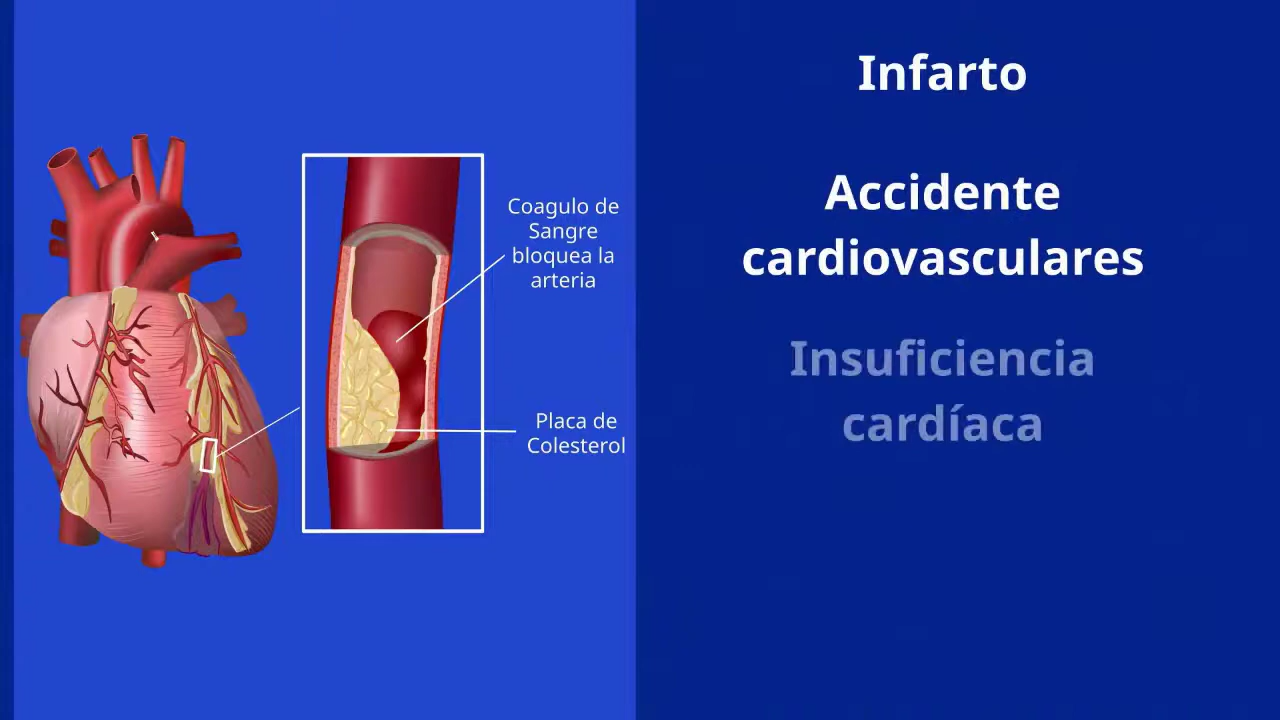 Coagulo de
Sangre
bloquea la
arteria
Placa de
Colesterol
Infarto
Accidente
cardiovasculares
Insuficiencia
cardíaca